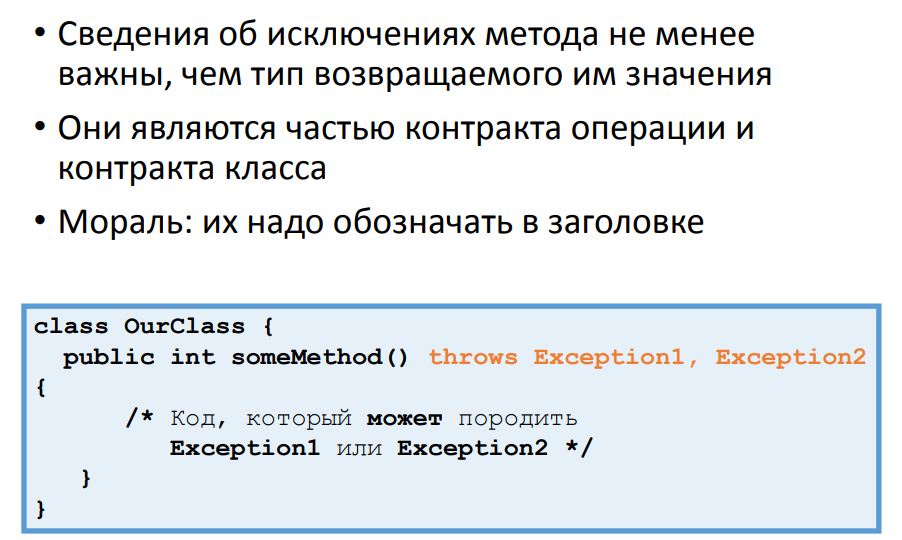 • Сведения об исключениях метода не менее
важны, чем тип возвращаемого им значения
• Они являются частью контракта операции и
контракта класса
• Мораль: их надо обозначать в заголовке
class OurClass {
public int someMethod() throws Exception1, Exception2
{
/* Код, который может породить
Exception1 или Exception2 */
}
}